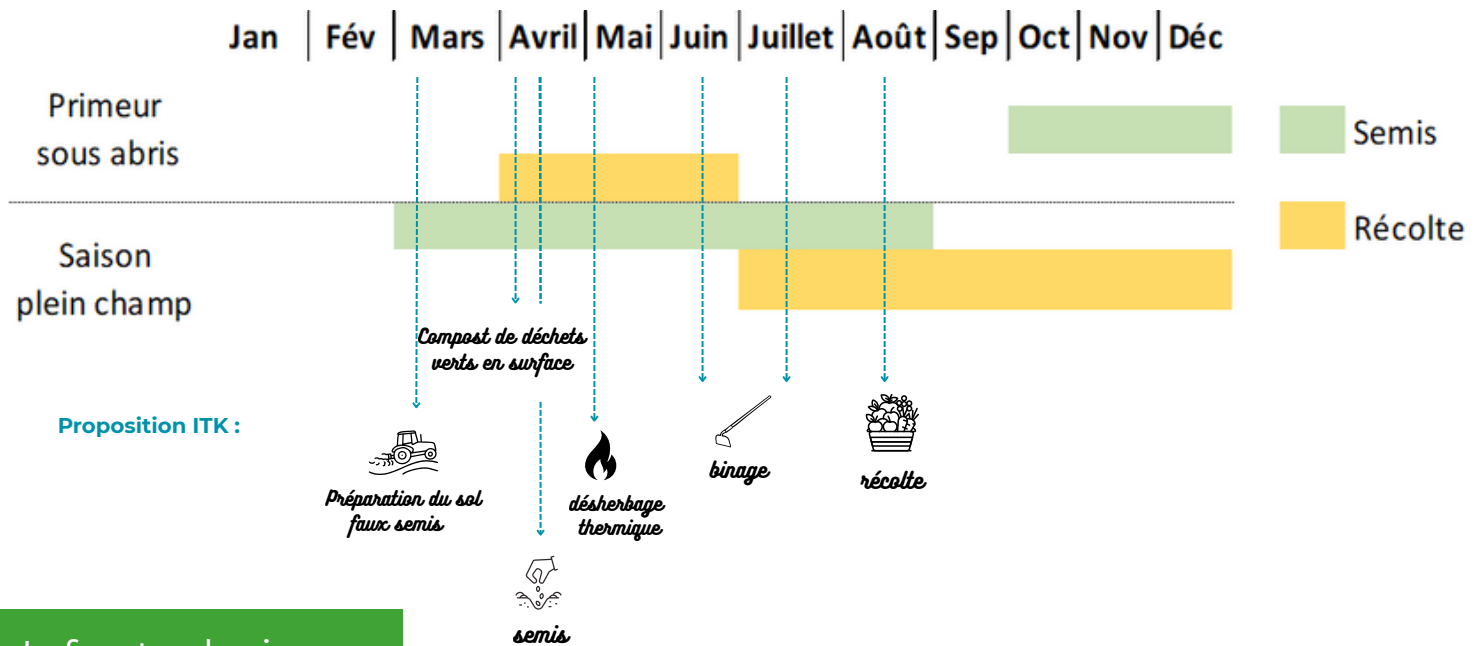 Jan Fév Mars Avril Mai Juin Juillet Août Sep Oct Nov Déc
Primeur
sous abris
Semis
Récolte
Saison
plein champ
Compost de déchets
verts en surface
Proposition ITK :
Préparation du sol
faux semis
désherbage
thermique
binage
récolte
semis